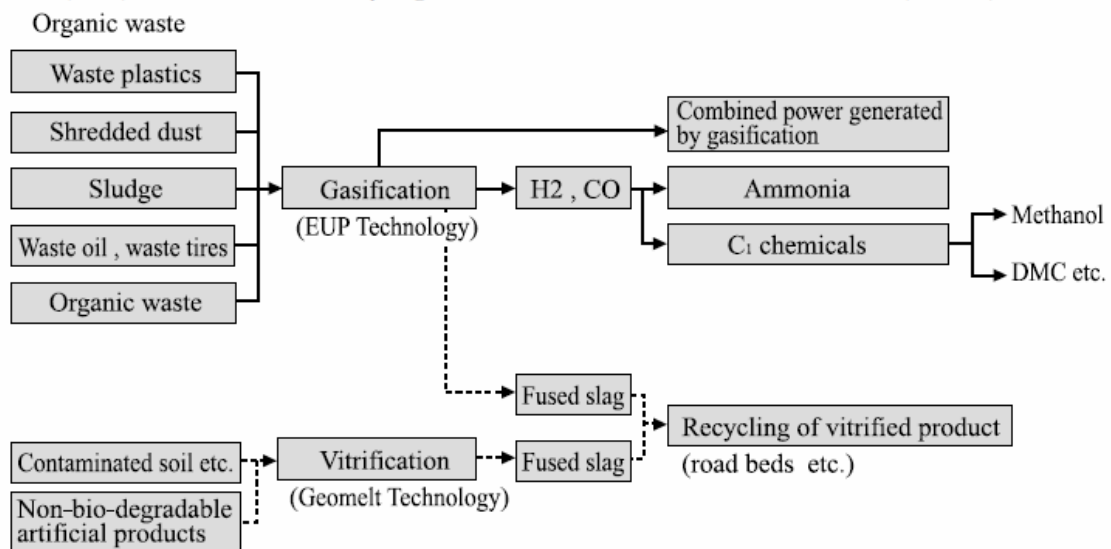 Organic waste
Waste plastics
Shredded dust
Sludge
Waste oil , waste tires
Organic waste
Gasification
(EUP Technology)
H2 , CO
Combined power generated
by gasification
Ammonia
C₁ chemicals
Methanol
DMC etc.
Fused slag
Contaminated soil etc.
Non-bio-degradable
artificial products
Vitrification
(Geomelt Technology)
Fused slag
Recycling of vitrified product
(road beds etc.)